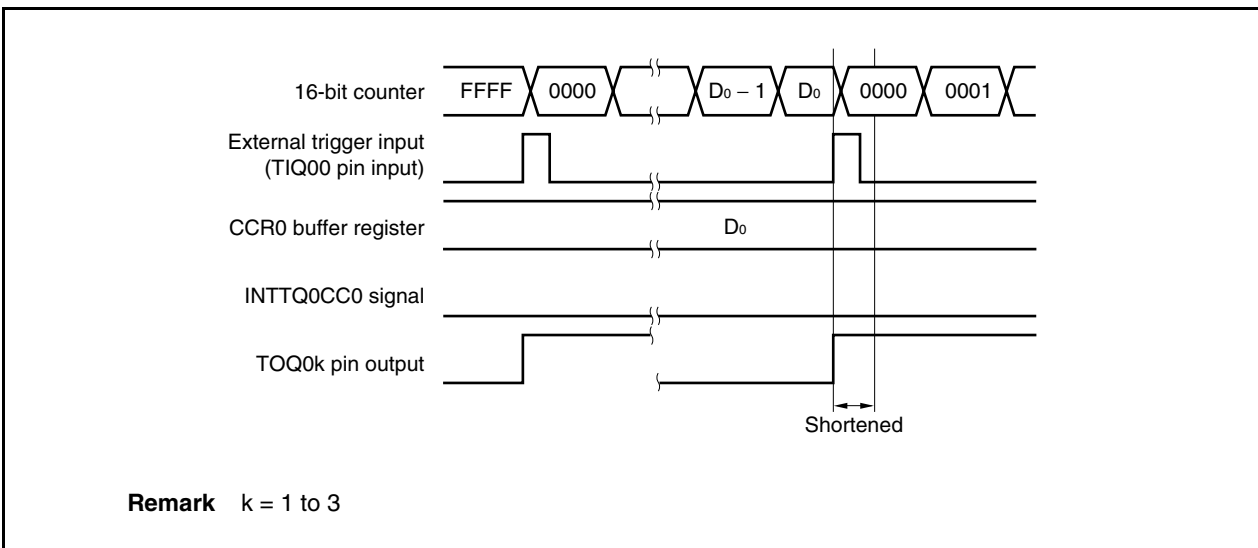 16-bit counter FFFF 0000 D0 – 1 D0 0000 0001
External trigger input
(TIQ00 pin input)
CCR0 buffer register D0
INTTQ0CC0 signal
TOQ0k pin output
Shortened
Remark k = 1 to 3